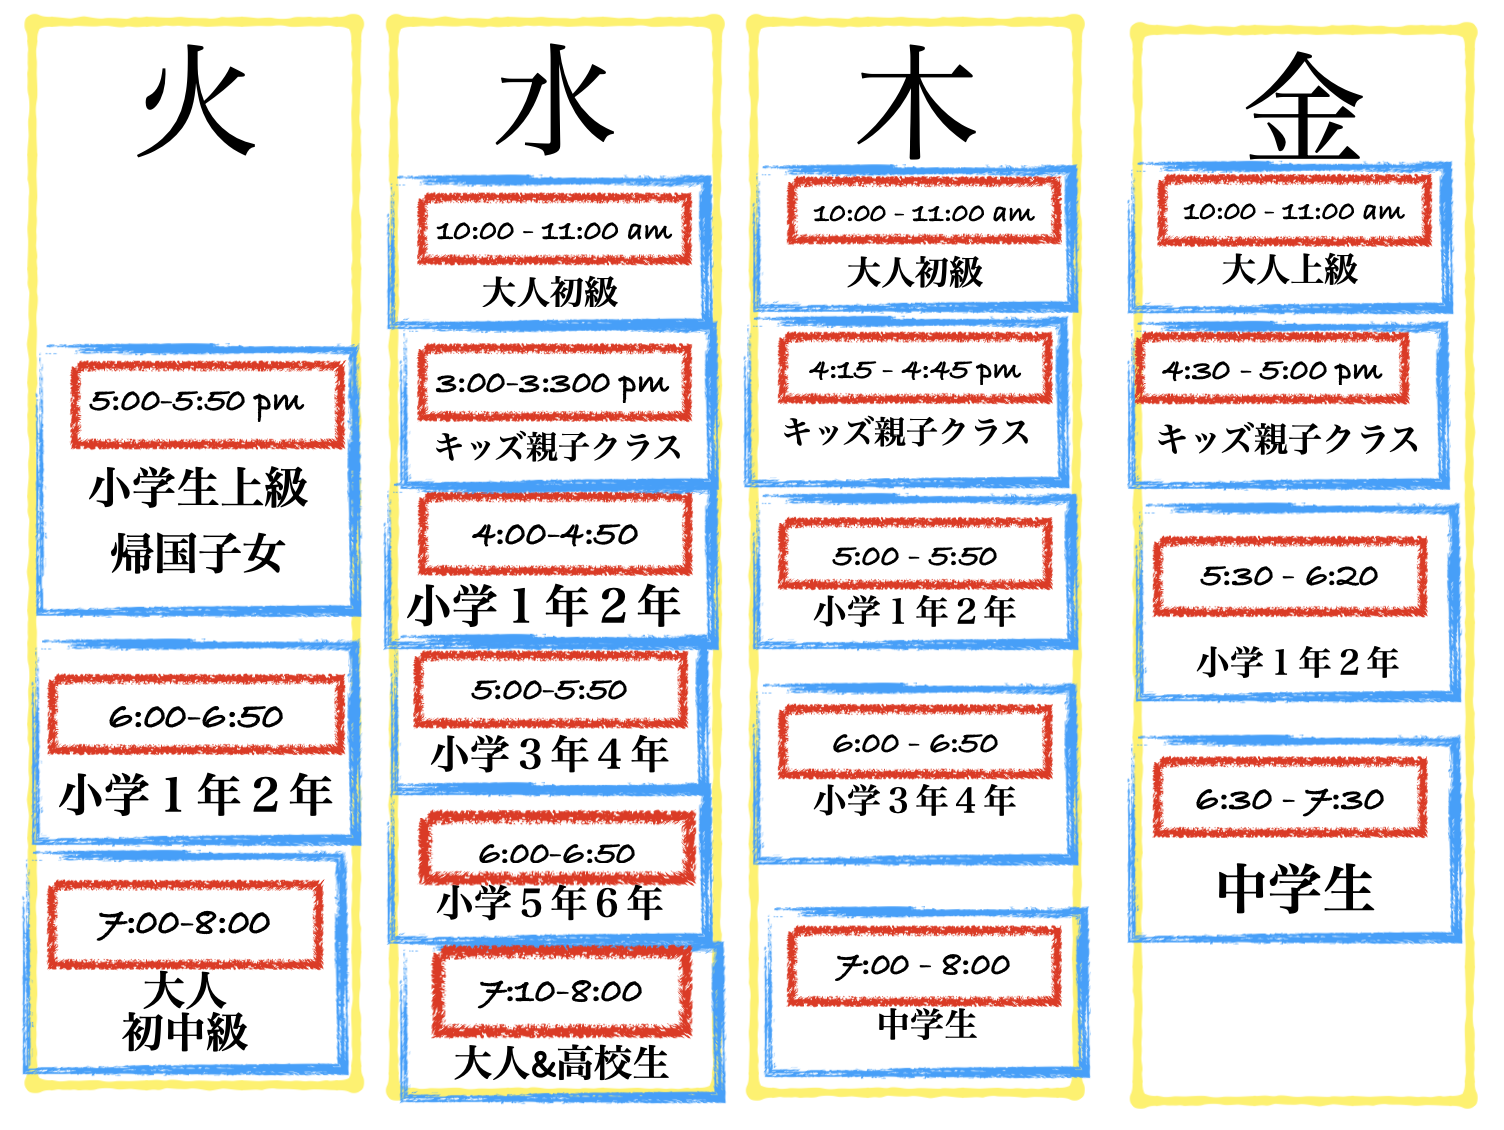 火
5:00-5:50 pm
小学生上級
帰国子女
6:00-6:50
小学１年２年
7:00-8:00
大人
初中級
水
10:00 - 11:00 am
大人初級
3:00-3:300 pm
キッズ親子クラス
4:00-4:50
小学１年２年
5:00-5:50
小学３年４年
6:00-6:50
小学５年６年
7:10-8:00
大人&高校生
木
10:00 - 11:00 am
大人初級
4:15 - 4:45 pm
キッズ親子クラス
5:00 - 5:50
小学１年２年
6:00 - 6:50
小学３年４年
7:00 - 8:00
中学生
金
10:00 - 11:00 am
大人上級
4:30 - 5:00 pm
キッズ親子クラス
5:30 - 6:20
小学１年２年
6:30 - 7:30
中学生